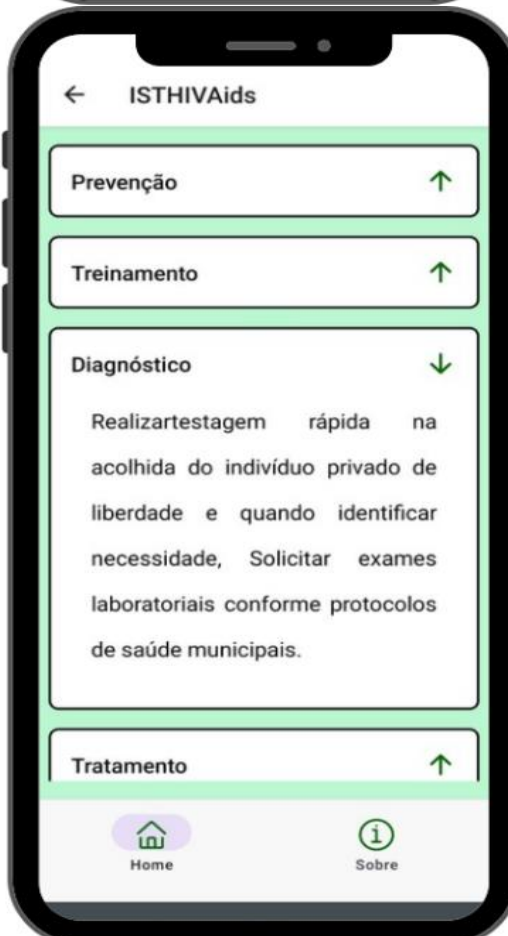 ISTHIVAids
Prevenção
Treinamento
Diagnóstico
Realizartestagem rápida na
acolhida do indivíduo privado de
liberdade e quando identificar
necessidade, Solicitar exames
laboratoriais conforme protocolos
de saúde municipais.
Tratamento
Home
Sobre